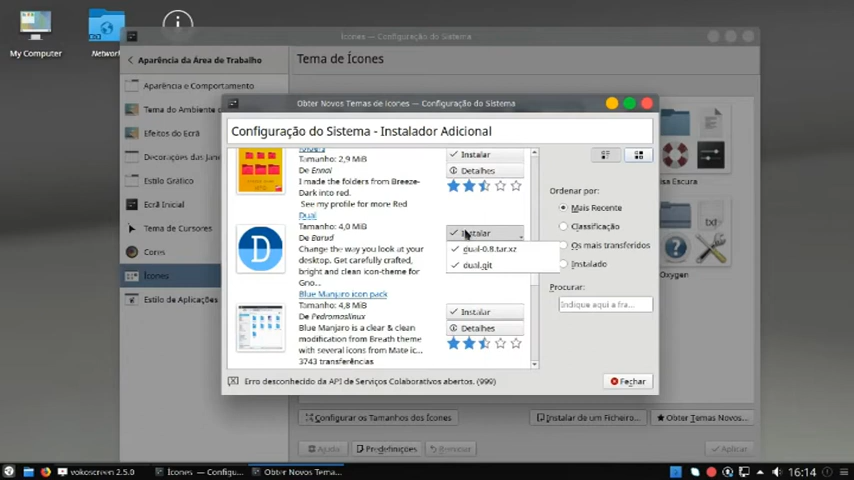 Ícones — Configuração do Sistema
My Computer
Network
Aparência da Área de Trabalho
Tema de Ícones
Aparência e Comportamento
Tema do Ambiente
Efeitos do Ecrã
Decorações das Jan
Estilo Gráfico
Ecrã Inicial
Tema de Cursores
Cores
Ícones
Estilo de Aplicações
Obter Novos Temas de Ícones — Configuração do Sistema
Configuração do Sistema - Instalador Adicional
Tamanho: 2,9 MiB
De Ennai
I made the folders from Breeze-
Dark into red.
See my profile for more Red
Instalar
Detalhes
Dual
Tamanho: 4,0 MiB
De Barud
Change the way you look at your
desktop. Get carefully crafted,
bright and clean icon-theme for
Gno...
Instalar
dual-0.8.tar.xz
dual.git
Blue Manjaro icon pack
Tamanho: 4,8 MiB
De Pedromaslinux
Blue Manjaro is a clear & clean
modification from Breath theme
with several icons from Mate ic...
3743 transferências
Instalar
Detalhes
Ordenar por:
Mais Recente
Classificação
Os mais transferidos
Instalado
Procurar:
Indique aqui a fra...
Erro desconhecido da API de Serviços Colaborativos abertos. (999)
Fechar
isa Escura
txt
Oxygen
Configurar os Tamanhos dos Ícones
Instalar de um Ficheiro...
Obter Temas Novos...
Ajuda
Predefinições
Reiniciar
Aplicar
vokoscreen 2.5.0
Ícones — Configu...
Obter Novos Tema...
16:14